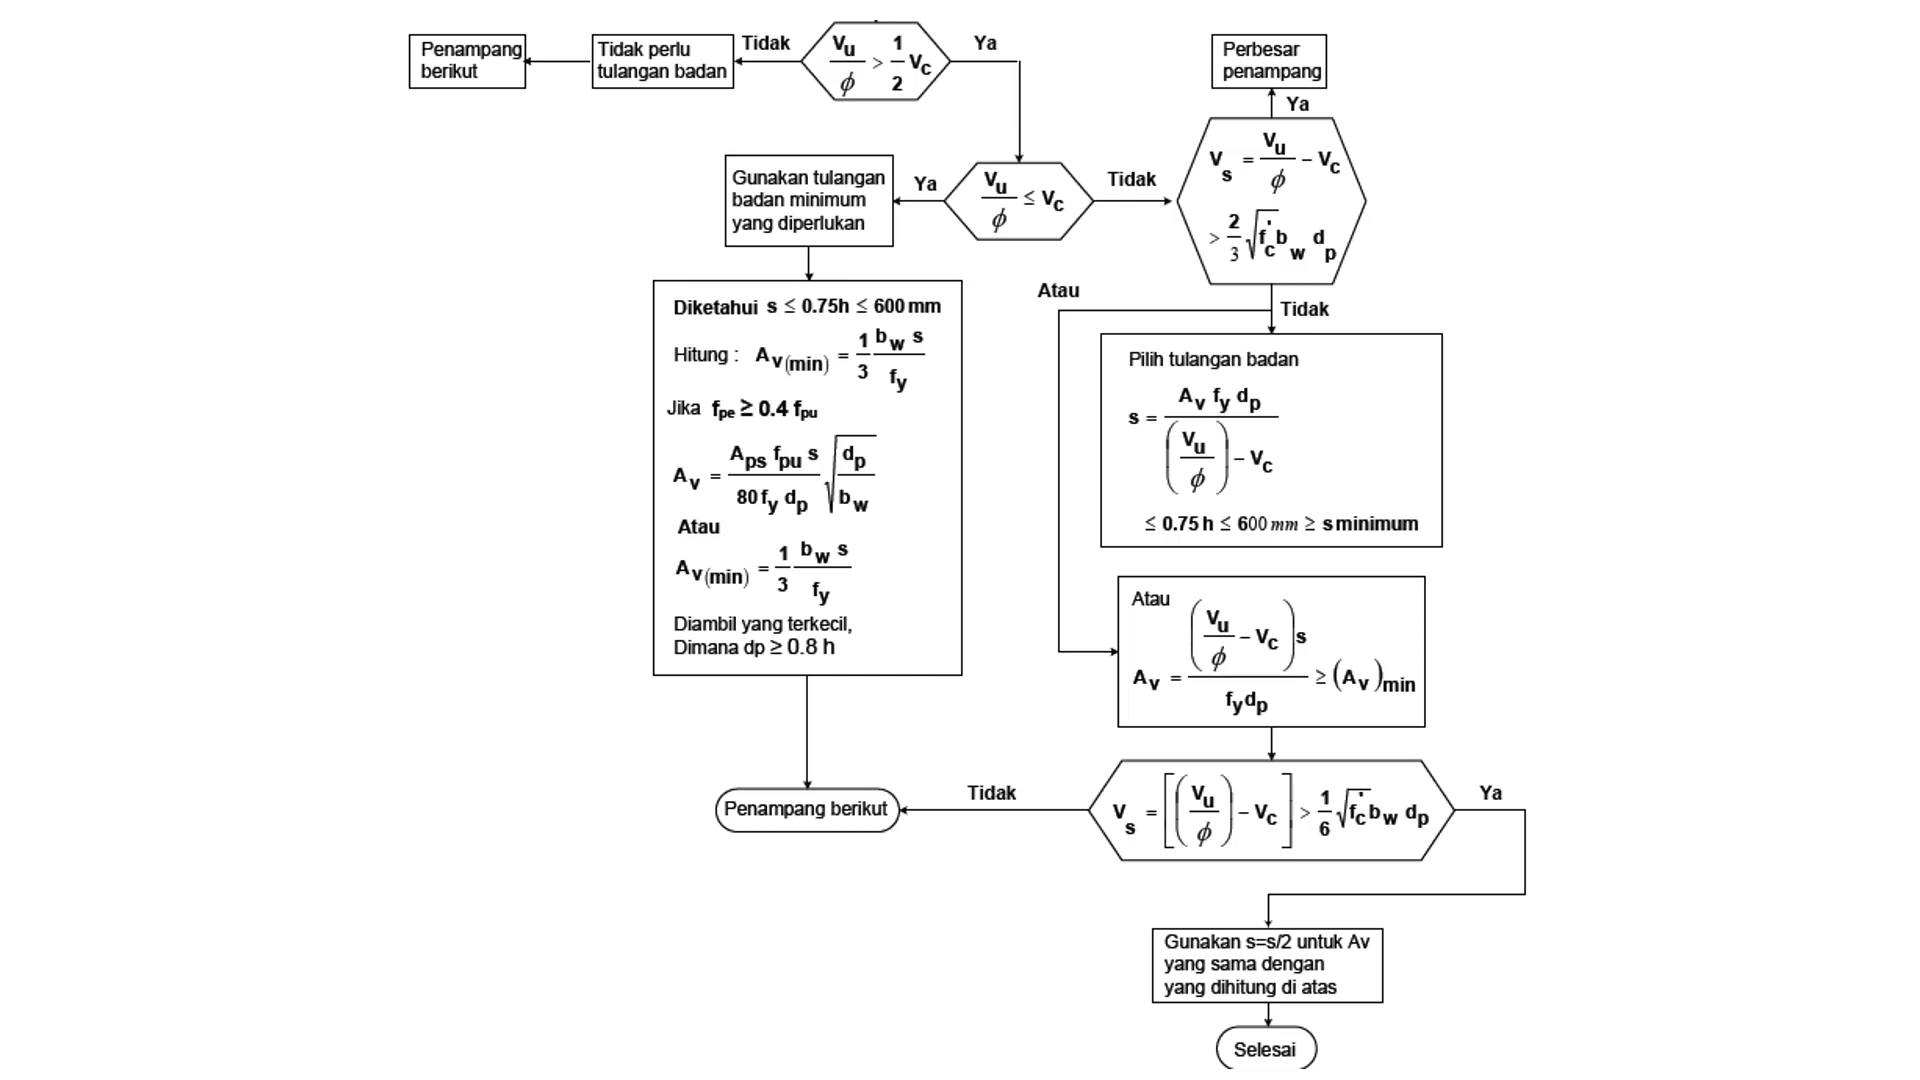 Penampang
berikut
Tidak perlu
tulangan badan
Tidak
Vu/ϕ > 1/2 Vc
Ya
Perbesar
penampang
Ya
Vs = Vu/ϕ − Vc
> 2/3 √f'c bw dp
Gunakan tulangan
badan minimum
yang diperlukan
Ya
Vu/ϕ ≤ Vc
Tidak
Atau
Tidak
Diketahui s ≤ 0.75h ≤ 600 mm
Hitung : Av(min) = 1/3 bw s/fy
Jika fpe ≥ 0.4 fpu
Av = Aps fpu s/80 fy dp √dp/bw
Atau
Av(min) = 1/3 bw s/fy
Diambil yang terkecil,
Dimana dp ≥ 0.8 h
Pilih tulangan badan
s = Av fy dp/(Vu/ϕ) − Vc
≤ 0.75 h ≤ 600 mm ≥ s minimum
Atau
Av = (Vu/ϕ − Vc) s/fy dp ≥ (Av)min
Penampang berikut
Tidak
Vs = [(Vu/ϕ) − Vc] > 1/6 √f'c bw dp
Ya
Gunakan s=s/2 untuk Av
yang sama dengan
yang dihitung di atas
Selesai